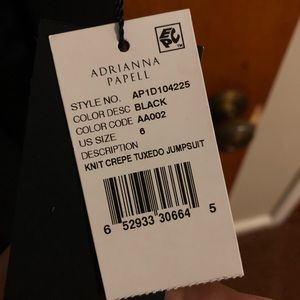 EPC
ADRIANNA
PAPELL
STYLE NO. AP1D104225
COLOR DESC BLACK
COLOR CODE AA002
US SIZE 6
DESCRIPTION
KNIT CREPE TUXEDO JUMPSUIT
6 52933 30664 5